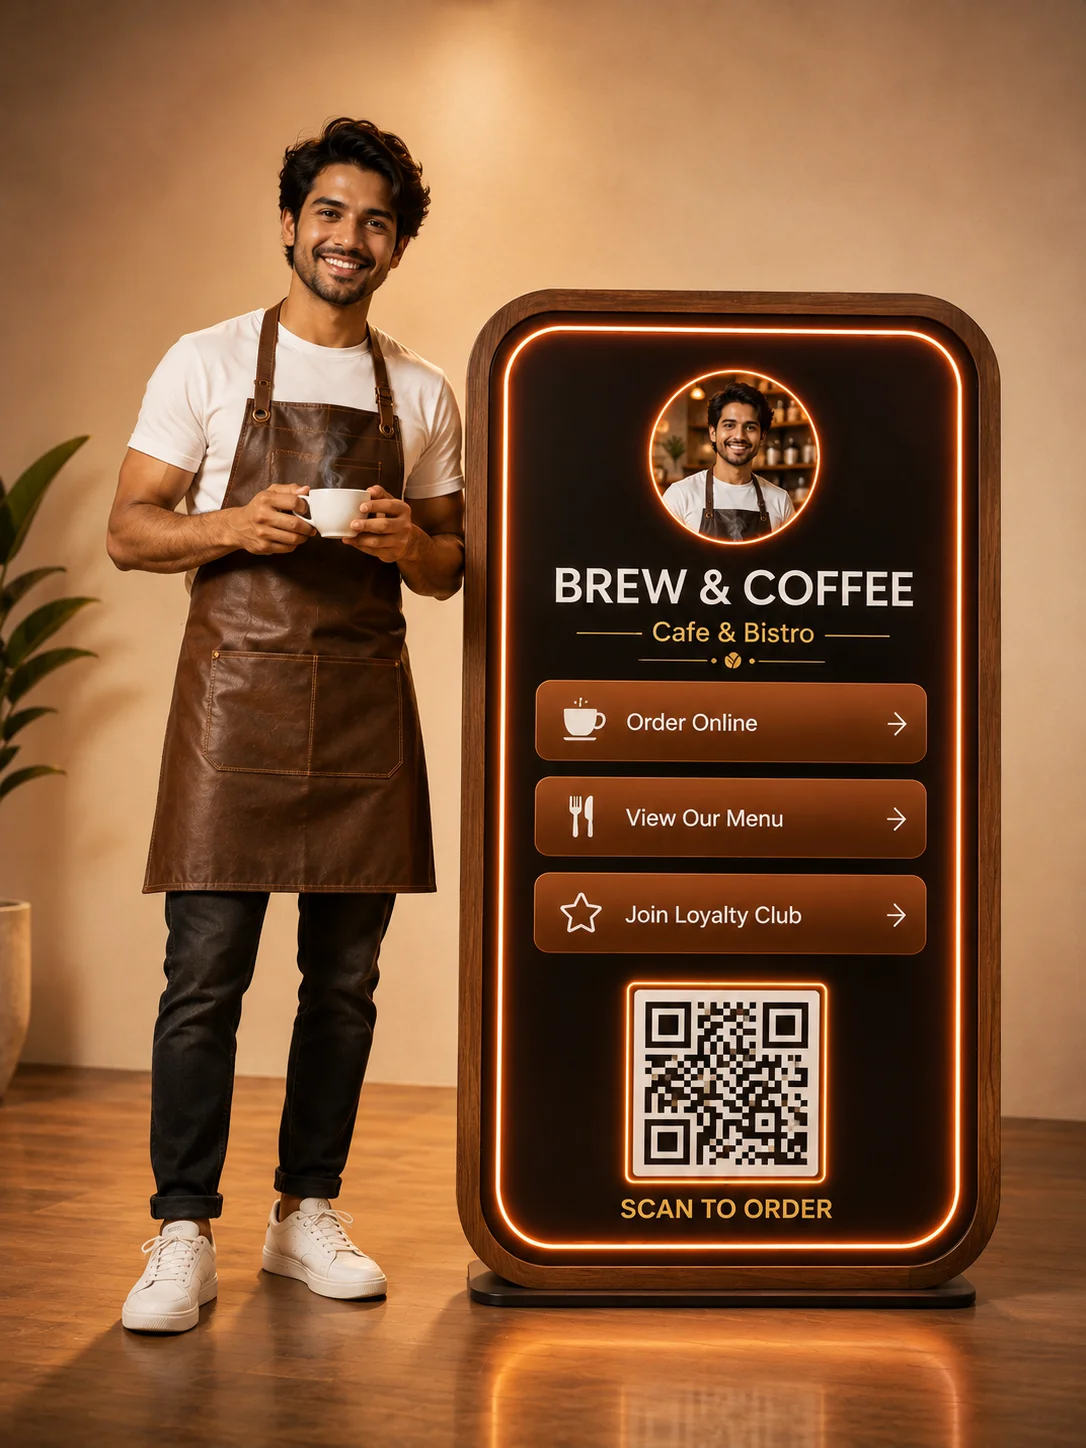 BREW & COFFEE
Cafe & Bistro
Order Online
View Our Menu
Join Loyalty Club
SCAN TO ORDER